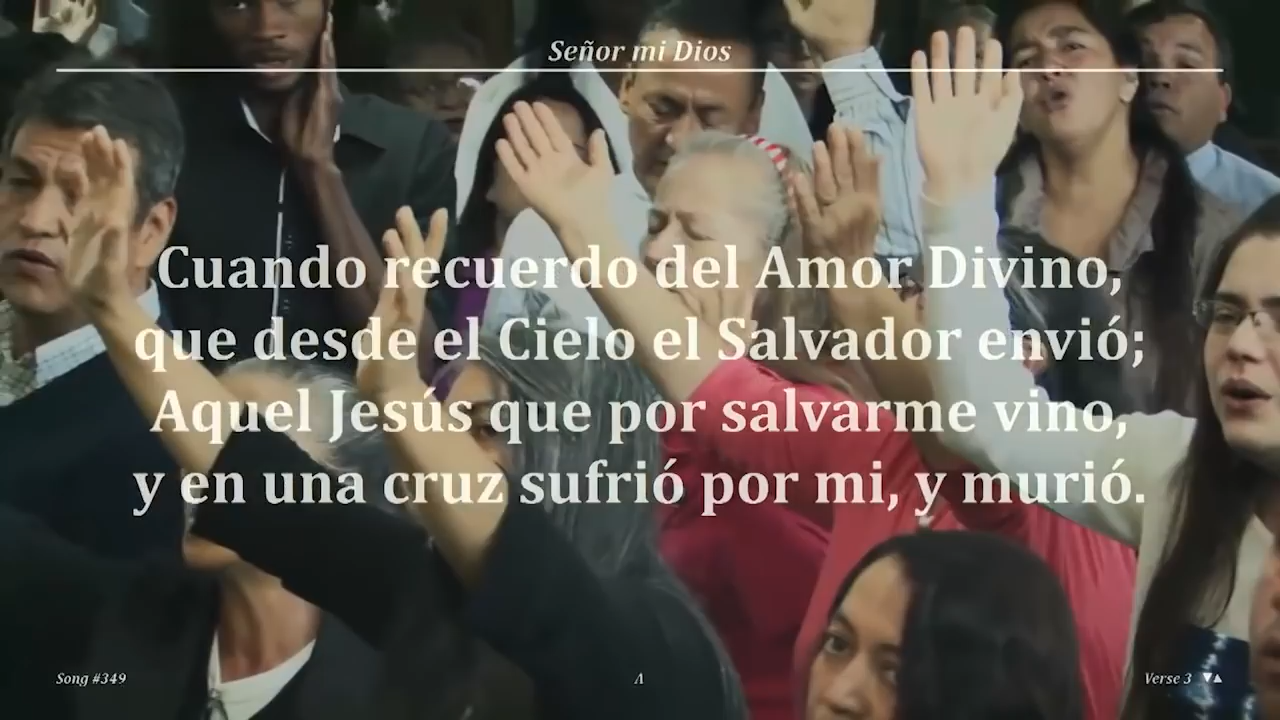 Señor mi Dios
Cuando recuerdo del Amor Divino,
que desde el Cielo el Salvador envió;
Aquel Jesús que por salvarme vino,
y en una cruz sufrió por mi, y murió.
Song #349
Λ
Verse 3 ▼▲